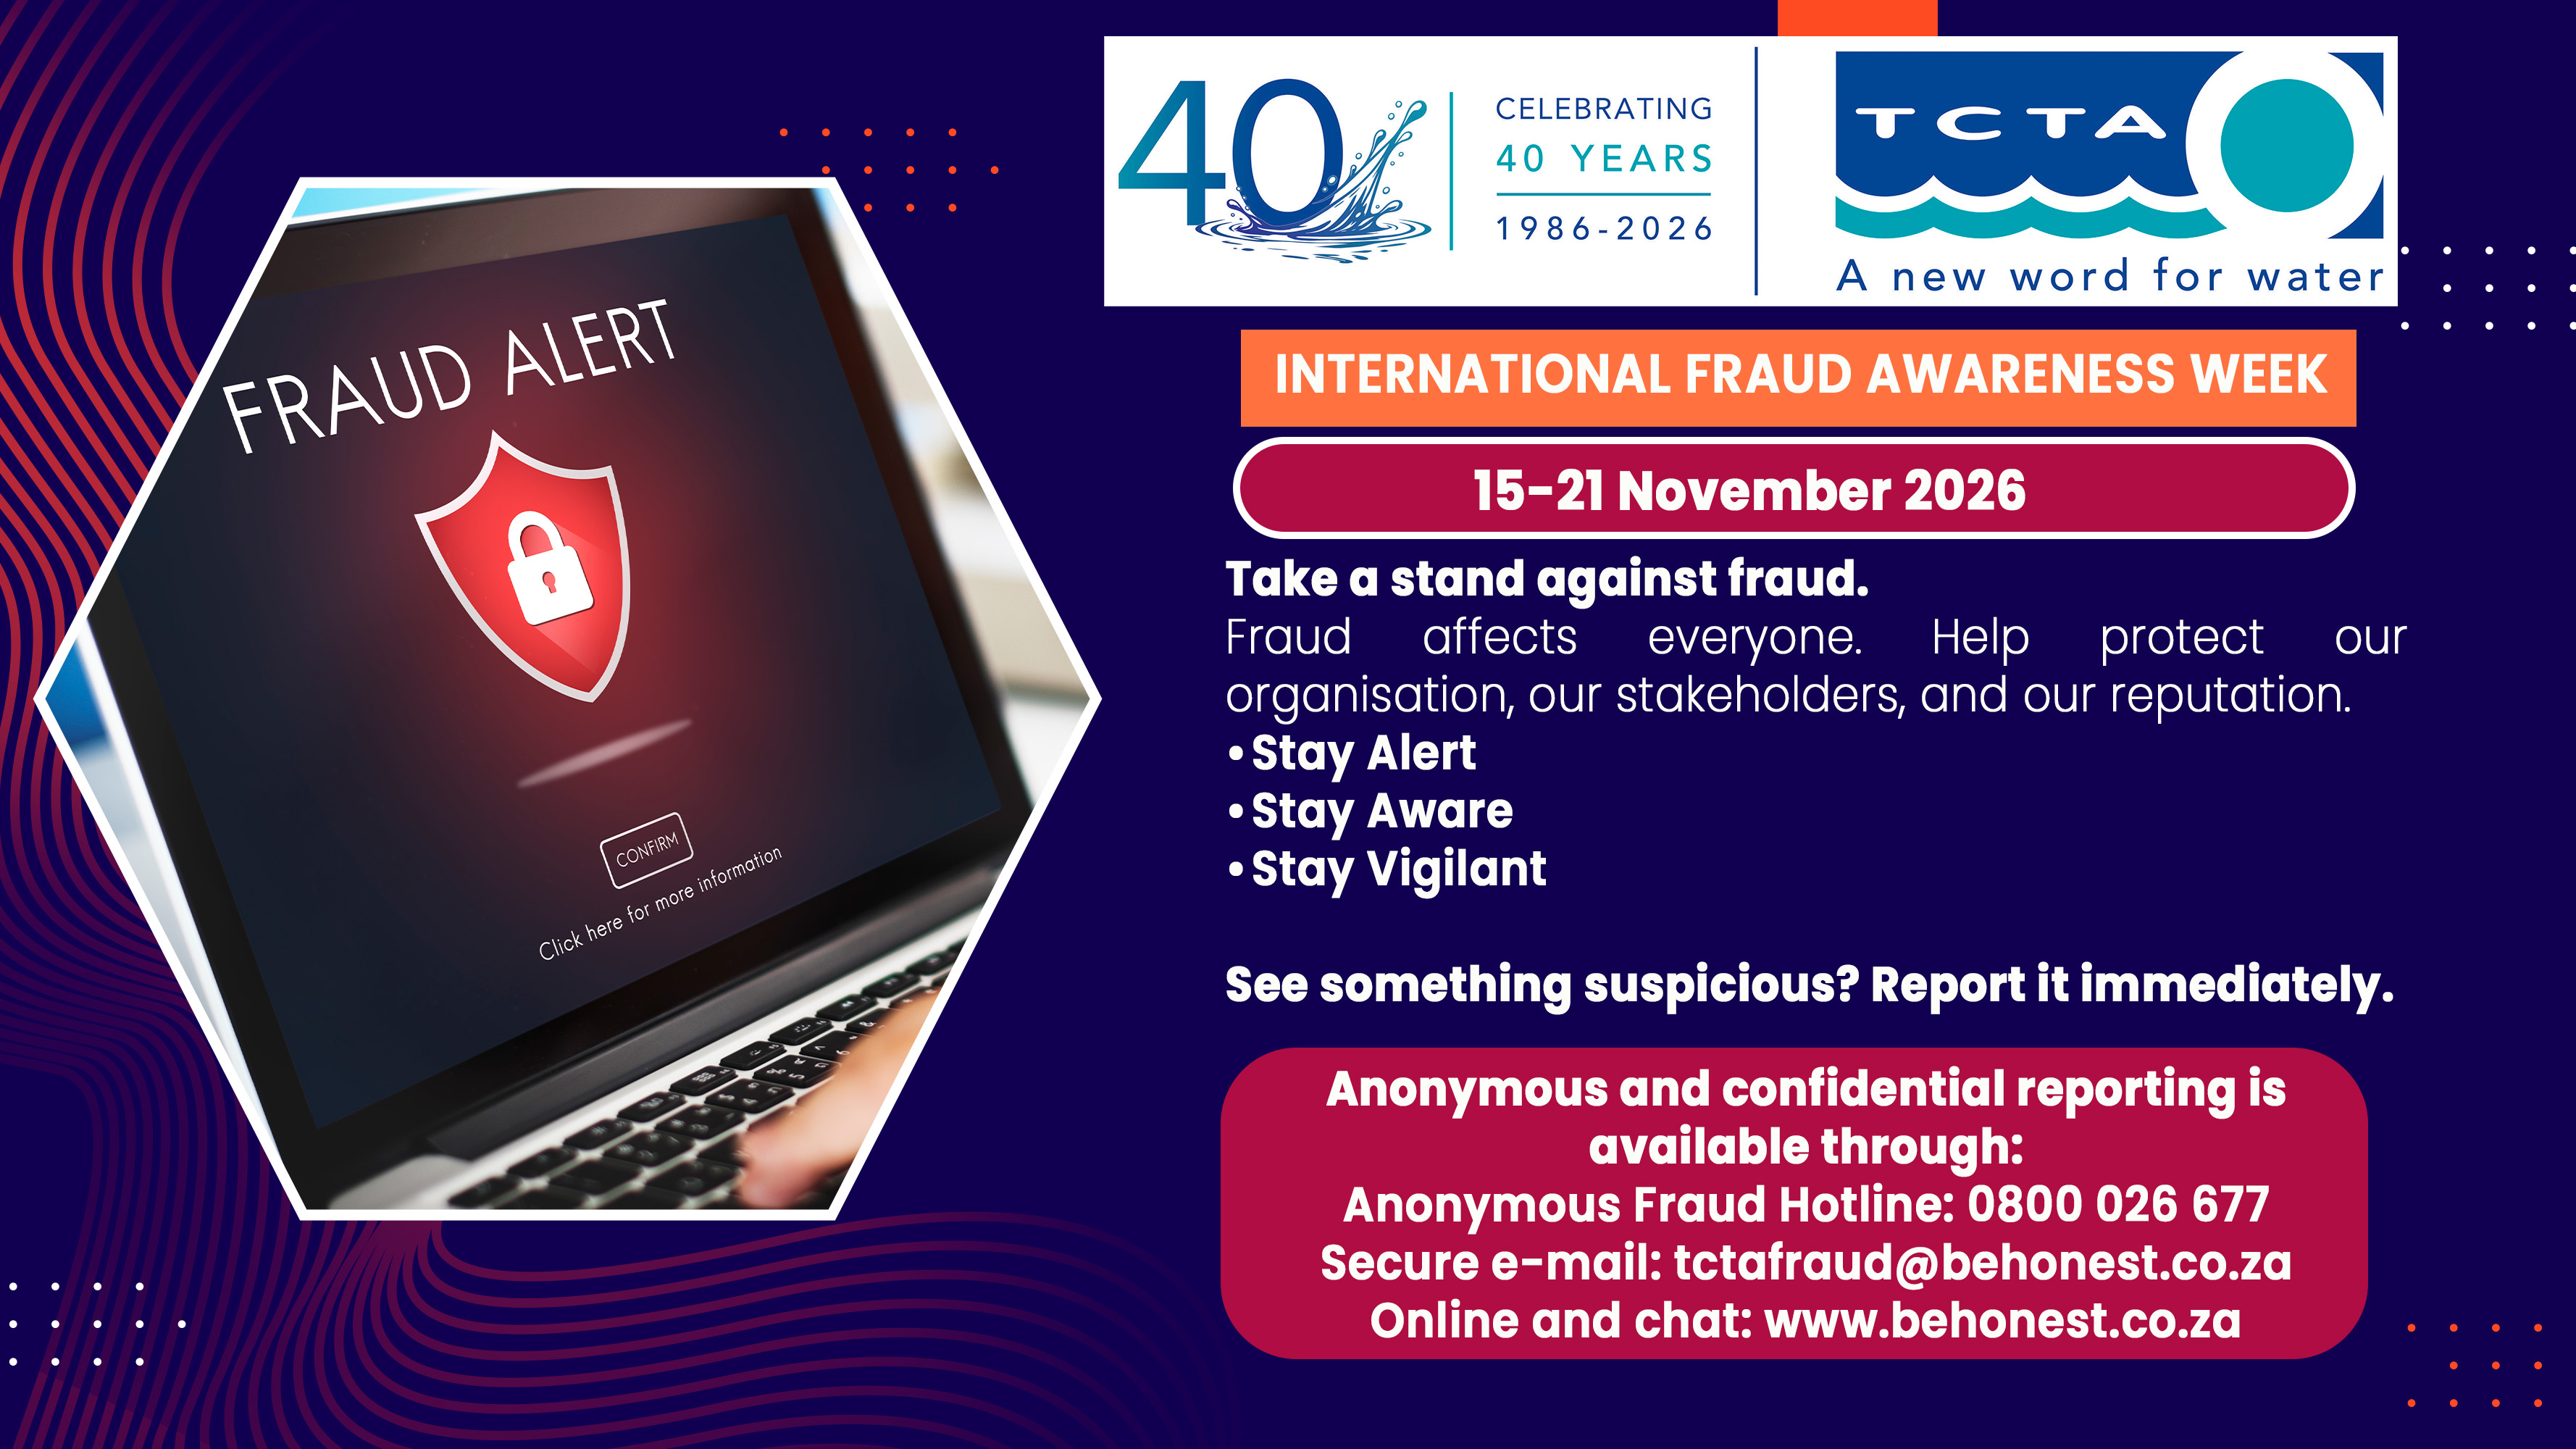 40
CELEBRATING
40 YEARS
1986-2026
TCTA
A new word for water
INTERNATIONAL FRAUD AWARENESS WEEK
15-21 November 2026
FRAUD ALERT
CONFIRM
Click here for more information
Take a stand against fraud.
Fraud affects everyone. Help protect our
organisation, our stakeholders, and our reputation.
•Stay Alert
•Stay Aware
•Stay Vigilant
See something suspicious? Report it immediately.
Anonymous and confidential reporting is
available through:
Anonymous Fraud Hotline: 0800 026 677
Secure e-mail: tctafraud@behonest.co.za
Online and chat: www.behonest.co.za